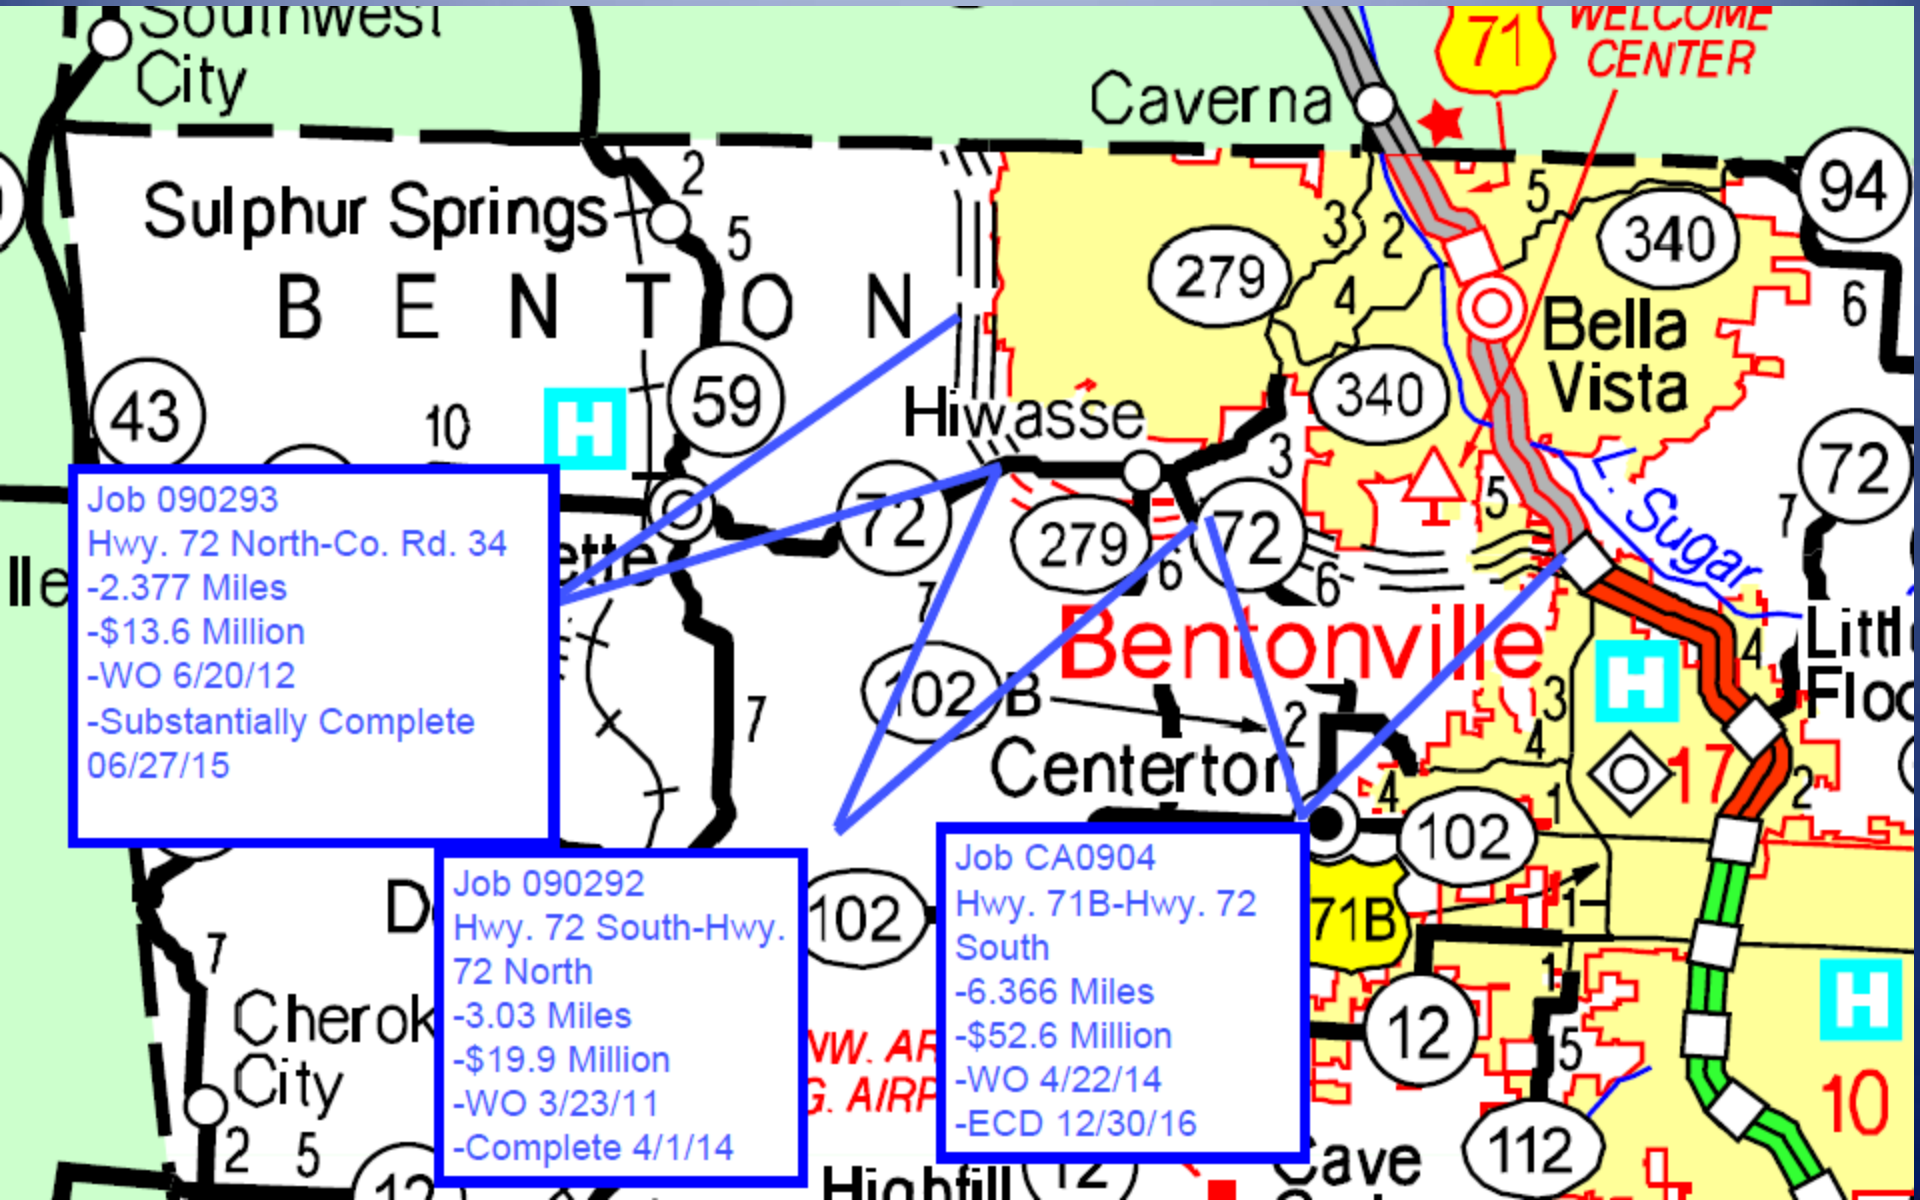 Southwest
City
WELCOME
CENTER
71
Caverna
94
Sulphur Springs
2
5
3
2
5
340
279
4
6
B E N T O N
Bella
Vista
43
10
H
59
Hiwasse
340
3
72
5
7
L. Sugar
72
279
6
72
6
ette
lle
7
Job 090293
Hwy. 72 North-Co. Rd. 34
-2.377 Miles
-$13.6 Million
-WO 6/20/12
-Substantially Complete
06/27/15
Bentonville
102
B
2
3
4
H
4
17
2
7
Centerton
4
1
102
Job 090292
Hwy. 72 South-Hwy.
72 North
-3.03 Miles
-$19.9 Million
-WO 3/23/11
-Complete 4/1/14
102
Job CA0904
Hwy. 71B-Hwy. 72
South
-6.366 Miles
-$52.6 Million
-WO 4/22/14
-ECD 12/30/16
71B
1
1
7
H
12
5
City
2
5
10
112
12
Highfill
12
Cave